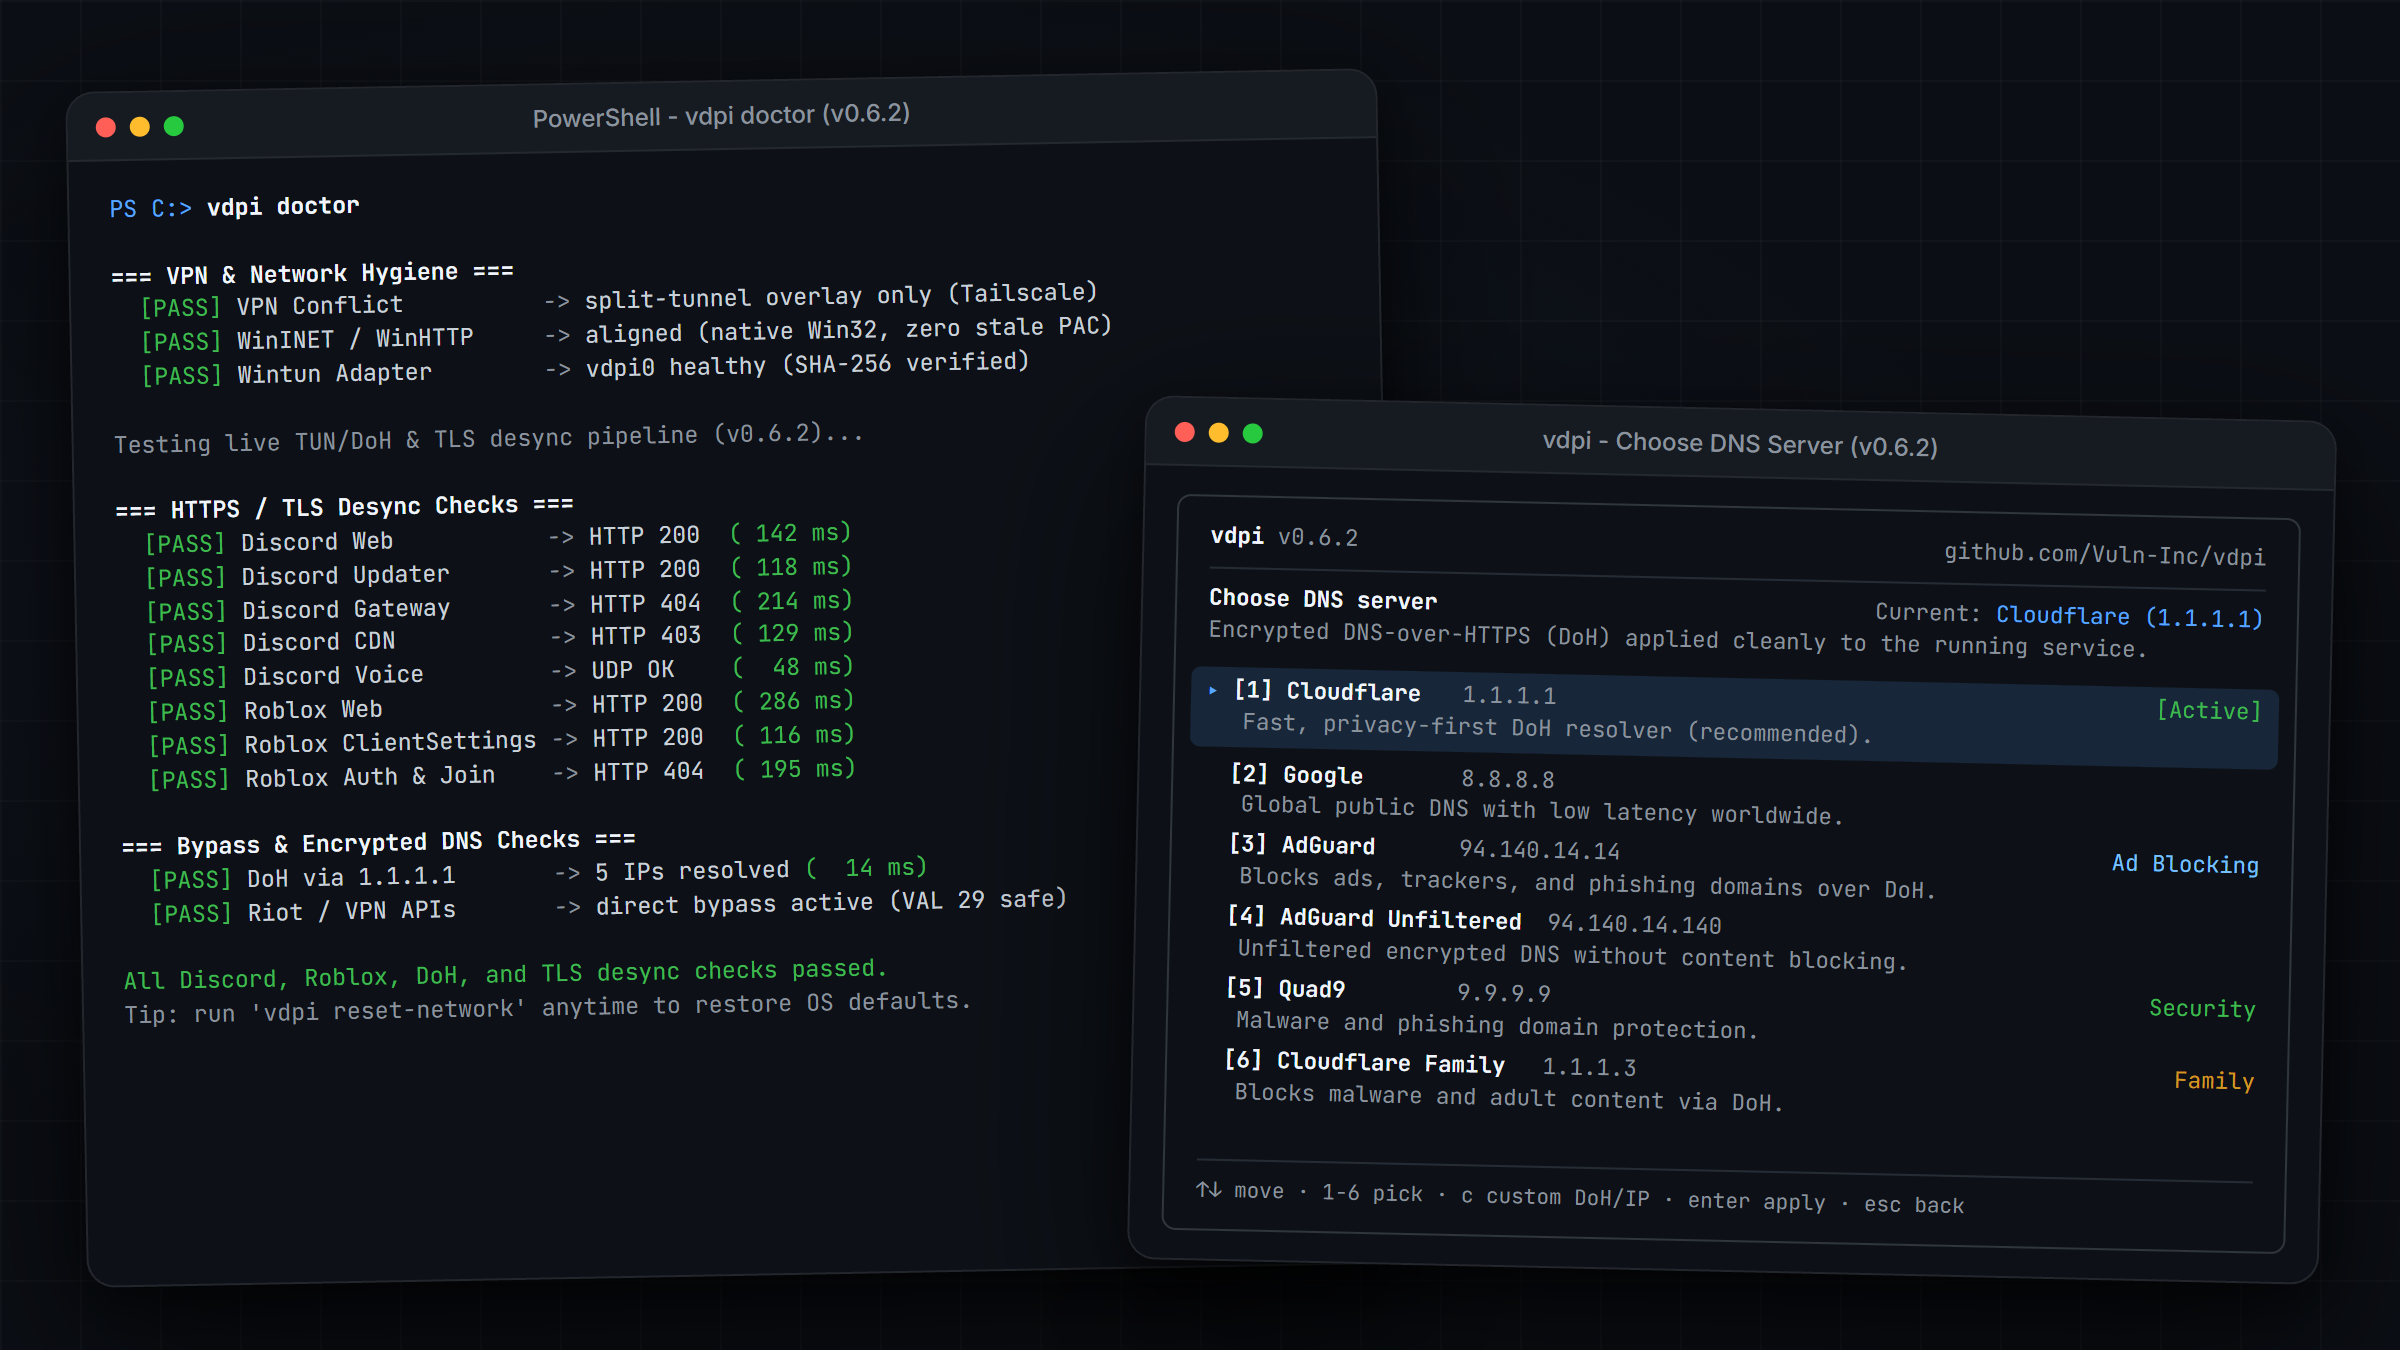 PowerShell - vdpi doctor (v0.6.2)
PS C:> vdpi doctor
=== VPN & Network Hygiene ===
[PASS] VPN Conflict -> split-tunnel overlay only (Tailscale)
[PASS] WinINET / WinHTTP -> aligned (native Win32, zero stale PAC)
[PASS] Wintun Adapter -> vdpi0 healthy (SHA-256 verified)
Testing live TUN/DoH & TLS desync pipeline (v0.6.2)...
=== HTTPS / TLS Desync Checks ===
[PASS] Discord Web -> HTTP 200 ( 142 ms)
[PASS] Discord Updater -> HTTP 200 ( 118 ms)
[PASS] Discord Gateway -> HTTP 404 ( 214 ms)
[PASS] Discord CDN -> HTTP 403 ( 129 ms)
[PASS] Discord Voice -> UDP OK ( 48 ms)
[PASS] Roblox Web -> HTTP 200 ( 286 ms)
[PASS] Roblox ClientSettings -> HTTP 200 ( 116 ms)
[PASS] Roblox Auth & Join -> HTTP 404 ( 195 ms)
=== Bypass & Encrypted DNS Checks ===
[PASS] DoH via 1.1.1.1 -> 5 IPs resolved ( 14 ms)
[PASS] Riot / VPN APIs -> direct bypass active (VAL 29 safe)
All Discord, Roblox, DoH, and TLS desync checks passed.
Tip: run 'vdpi reset-network' anytime to restore OS defaults.
vdpi - Choose DNS Server (v0.6.2)
vdpi v0.6.2 github.com/Vuln-Inc/vdpi
Choose DNS server Current: Cloudflare (1.1.1.1)
Encrypted DNS-over-HTTPS (DoH) applied cleanly to the running service.
▸ [1] Cloudflare 1.1.1.1 [Active]
Fast, privacy-first DoH resolver (recommended).
[2] Google 8.8.8.8
Global public DNS with low latency worldwide.
[3] AdGuard 94.140.14.14 Ad Blocking
Blocks ads, trackers, and phishing domains over DoH.
[4] AdGuard Unfiltered 94.140.14.140
Unfiltered encrypted DNS without content blocking.
[5] Quad9 9.9.9.9 Security
Malware and phishing domain protection.
[6] Cloudflare Family 1.1.1.3 Family
Blocks malware and adult content via DoH.
↑↓ move · 1-6 pick · c custom DoH/IP · enter apply · esc back